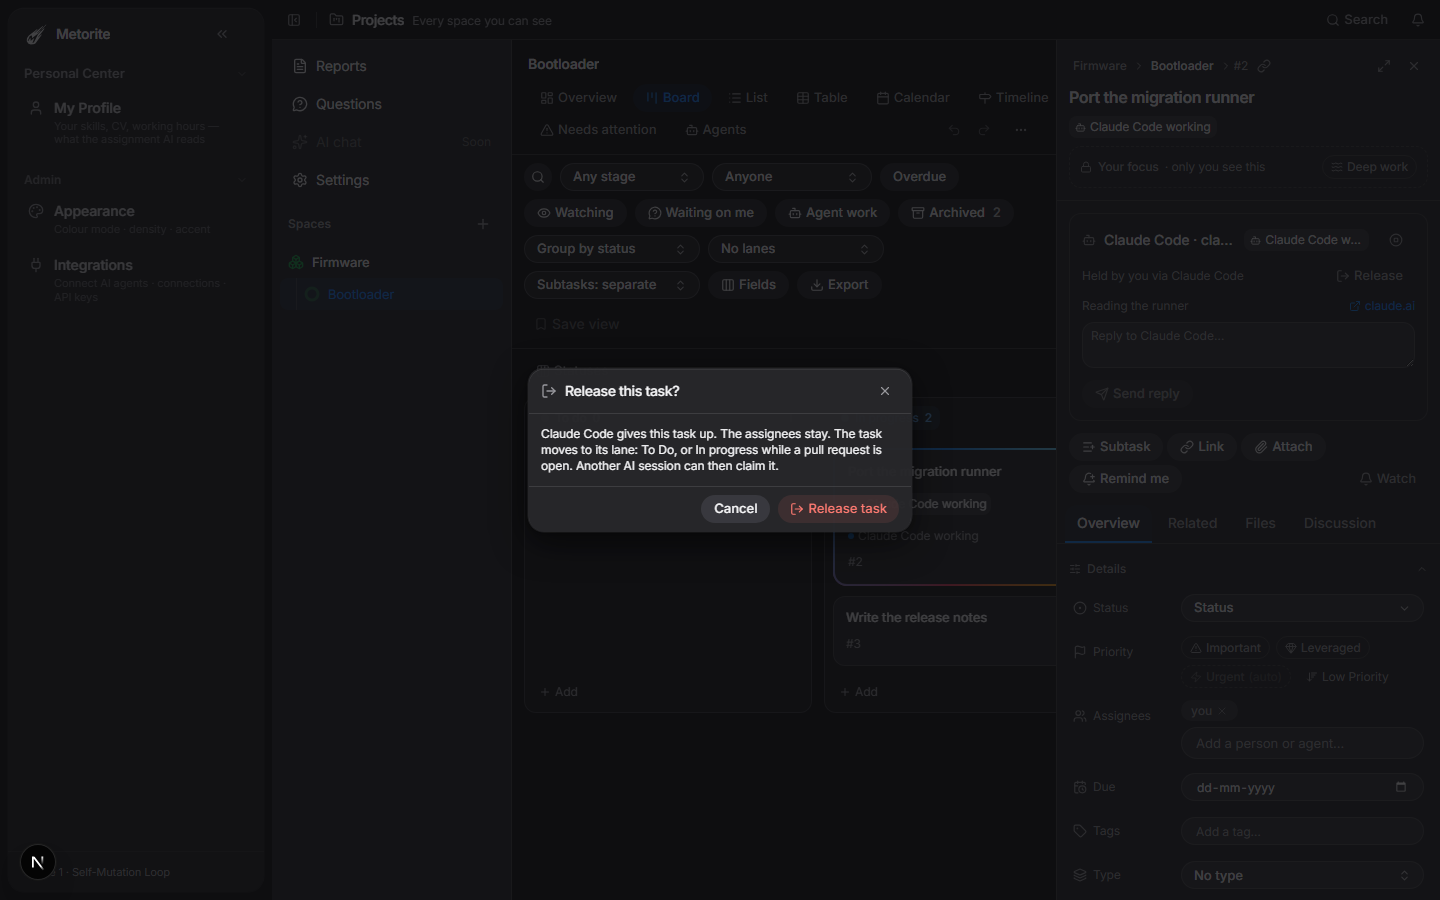 Metorite
Personal Center
My Profile
Your skills, CV, working hours —
what the assignment AI reads
Admin
Appearance
Colour mode · density · accent
Integrations
Connect AI agents · connections ·
API keys
1 · Self-Mutation Loop
Projects Every space you can see
Search
Reports
Questions
AI chat Soon
Settings
Spaces
Firmware
Bootloader
Bootloader
Overview Board List Table Calendar Timeline
Needs attention Agents
Any stage Anyone Overdue
Watching Waiting on me Agent work Archived 2
Group by status No lanes
Subtasks: separate Fields Export
Save view
Release this task?
Claude Code gives this task up. The assignees stay. The task
moves to its lane: To Do, or In progress while a pull request is
open. Another AI session can then claim it.
Cancel Release task
s 2
gration runner
Code working
Claude Code working
#2
Write the release notes
#3
+ Add
+ Add
Firmware > Bootloader > #2
Port the migration runner
Claude Code working
Your focus · only you see this Deep work
Claude Code · cla... Claude Code w...
Held by you via Claude Code Release
Reading the runner claude.ai
Reply to Claude Code...
Send reply
Subtask Link Attach
Remind me Watch
Overview Related Files Discussion
Details
Status Status
Priority Important Leveraged
Urgent (auto) Low Priority
Assignees you
Add a person or agent...
Due dd-mm-yyyy
Tags Add a tag...
Type No type